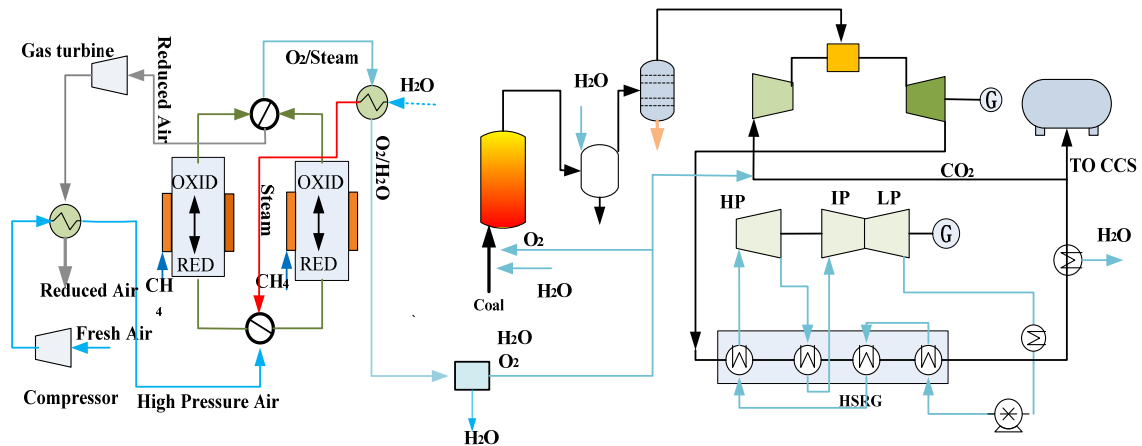 Gas turbine
Reduced Air
O2/Steam
H2O
O2/H2O
Steam
OXID
RED
OXID
RED
CH
4
CH4
Reduced Air
Fresh Air
Compressor
High Pressure Air
H2O
O2
H2O
Coal
H2O
O2
H2O
G
TO CCS
CO2
HP
IP
LP
G
H2O
HSRG